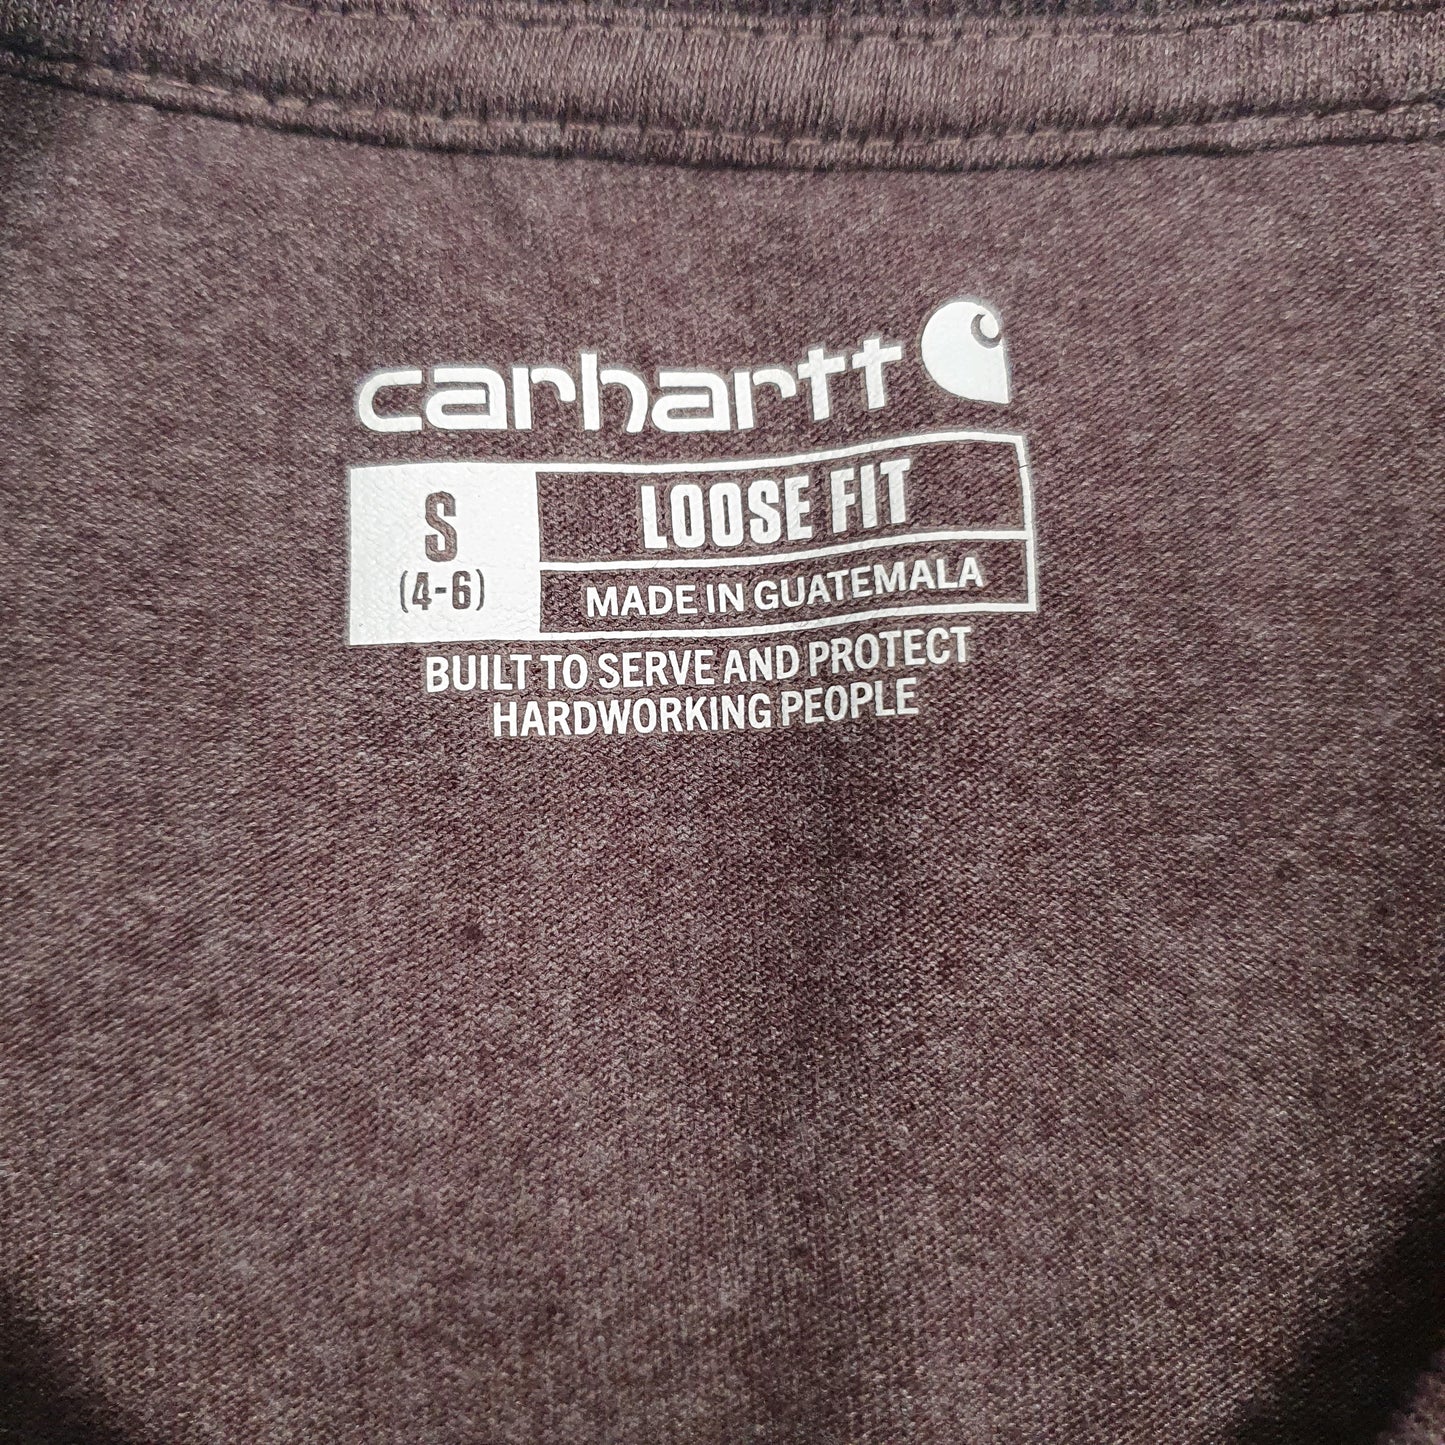 carhartt
S
(4-6)
LOOSE FIT
MADE IN GUATEMALA
BUILT TO SERVE AND PROTECT
HARDWORKING PEOPLE